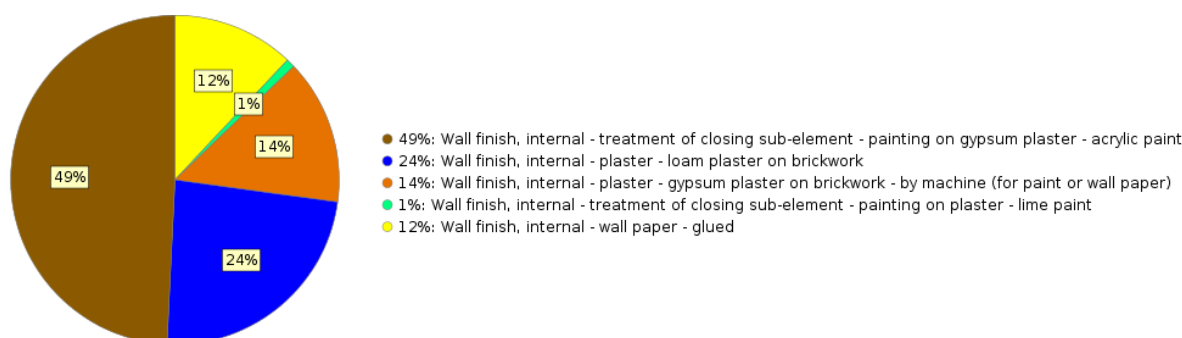 12%
1%
14%
49%
24%
49%: Wall finish, internal - treatment of closing sub-element - painting on gypsum plaster - acrylic paint
24%: Wall finish, internal - plaster - loam plaster on brickwork
14%: Wall finish, internal - plaster - gypsum plaster on brickwork - by machine (for paint or wall paper)
1%: Wall finish, internal - treatment of closing sub-element - painting on plaster - lime paint
12%: Wall finish, internal - wall paper - glued